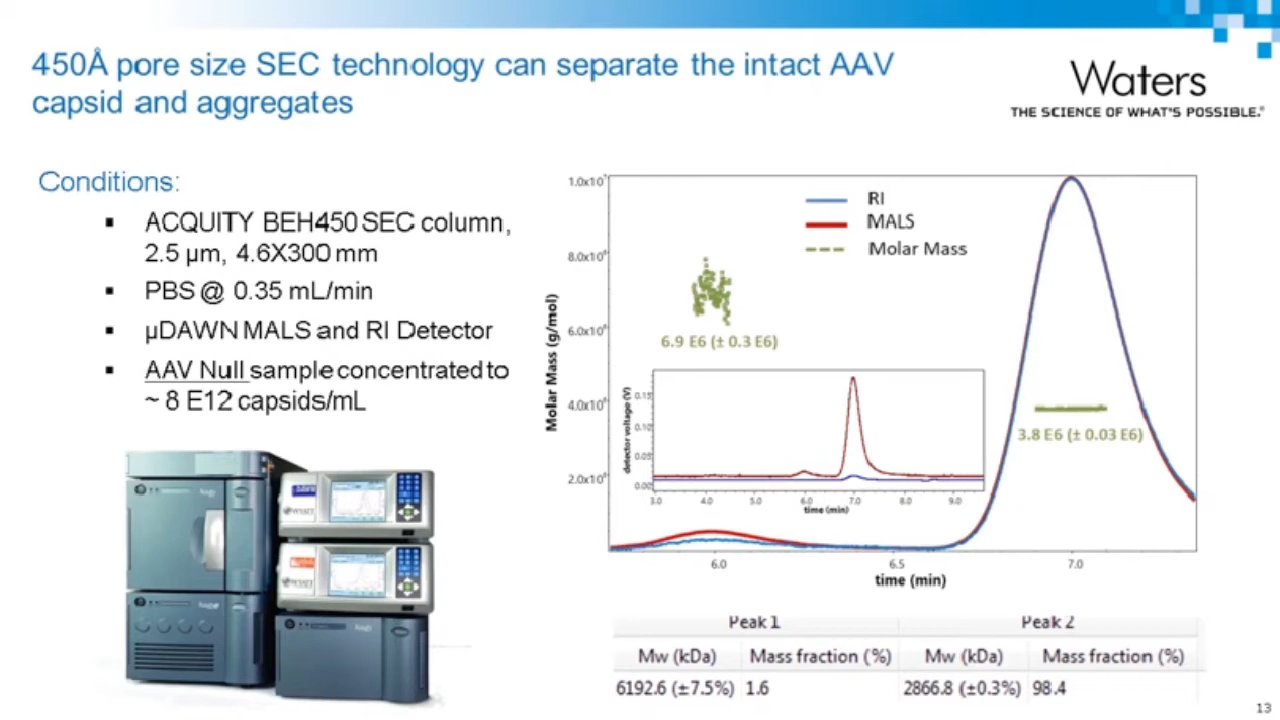 450Å pore size SEC technology can separate the intact AAV
capsid and aggregates
Waters
THE SCIENCE OF WHAT'S POSSIBLE.®
Conditions:
▪ ACQUITY BEH450 SEC column,
2.5 µm, 4.6X300 mm
▪ PBS @ 0.35 mL/min
▪ µDAWN MALS and RI Detector
▪ AAV Null sample concentrated to
~ 8 E12 capsids/mL
Molar Mass (g/mol)
1.0x10⁷
8.0x10⁶
6.0x10⁶
4.0x10⁶
2.0x10⁶
RI
MALS
Molar Mass
6.9 E6 (± 0.3 E6)
3.8 E6 (± 0.03 E6)
detector voltage (V)
0.15
0.10
0.05
0.00
3.0 4.0 5.0 6.0 7.0 8.0 9.0
time (min)
6.0 6.5 7.0
time (min)
Peak 1 Peak 2
Mw (kDa) Mass fraction (%) Mw (kDa) Mass fraction (%)
6192.6 (±7.5%) 1.6 2866.8 (±0.3%) 98.4
13